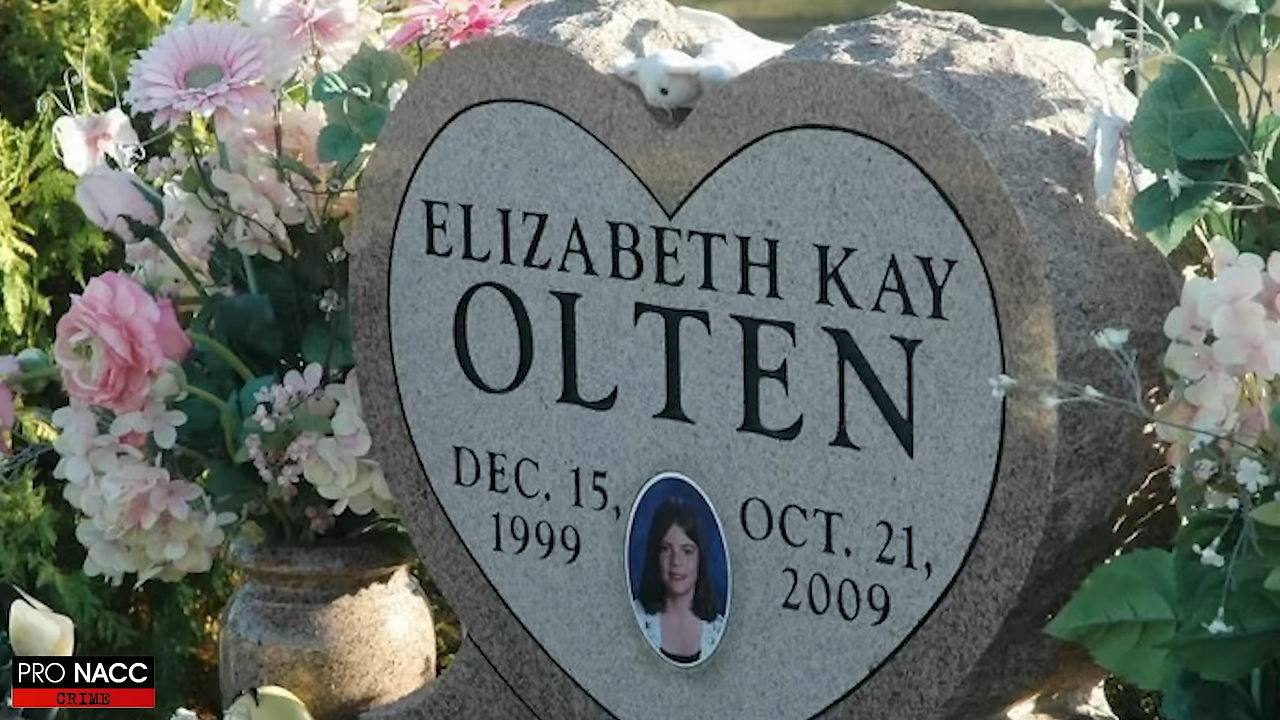 ELIZABETH KAY
OLTEN
DEC. 15,
1999
OCT. 21,
2009
PRO NACC
CRIME